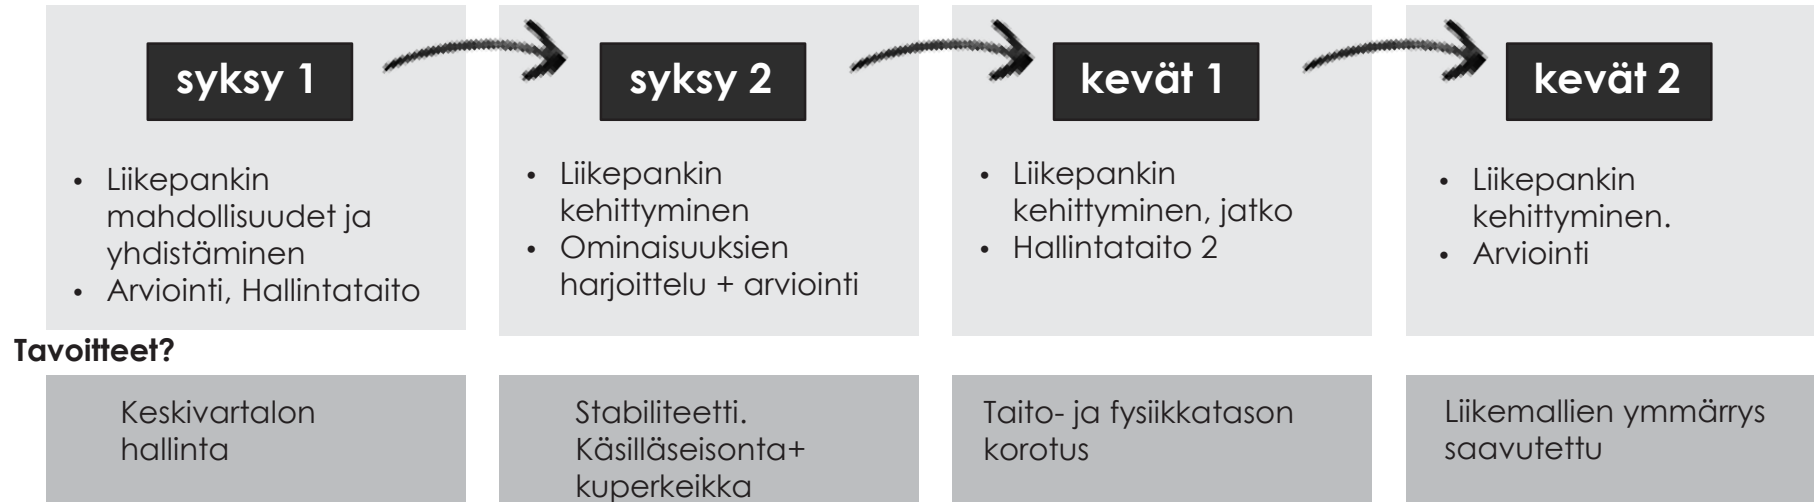 syksy 1
• Liikepankin
mahdollisuudet ja
yhdistäminen
• Arviointi, Hallintataito
syksy 2
• Liikepankin
kehittyminen
• Ominaisuuksien
harjoittelu + arviointi
kevät 1
• Liikepankin
kehittyminen, jatko
• Hallintataito 2
kevät 2
• Liikepankin
kehittyminen.
• Arviointi
Tavoitteet?
Keskivartalon
hallinta
Stabiliteetti.
Käsilläseisonta+
kuperkeikka
Taito- ja fysiikkatason
korotus
Liikemallien ymmärrys
saavutettu